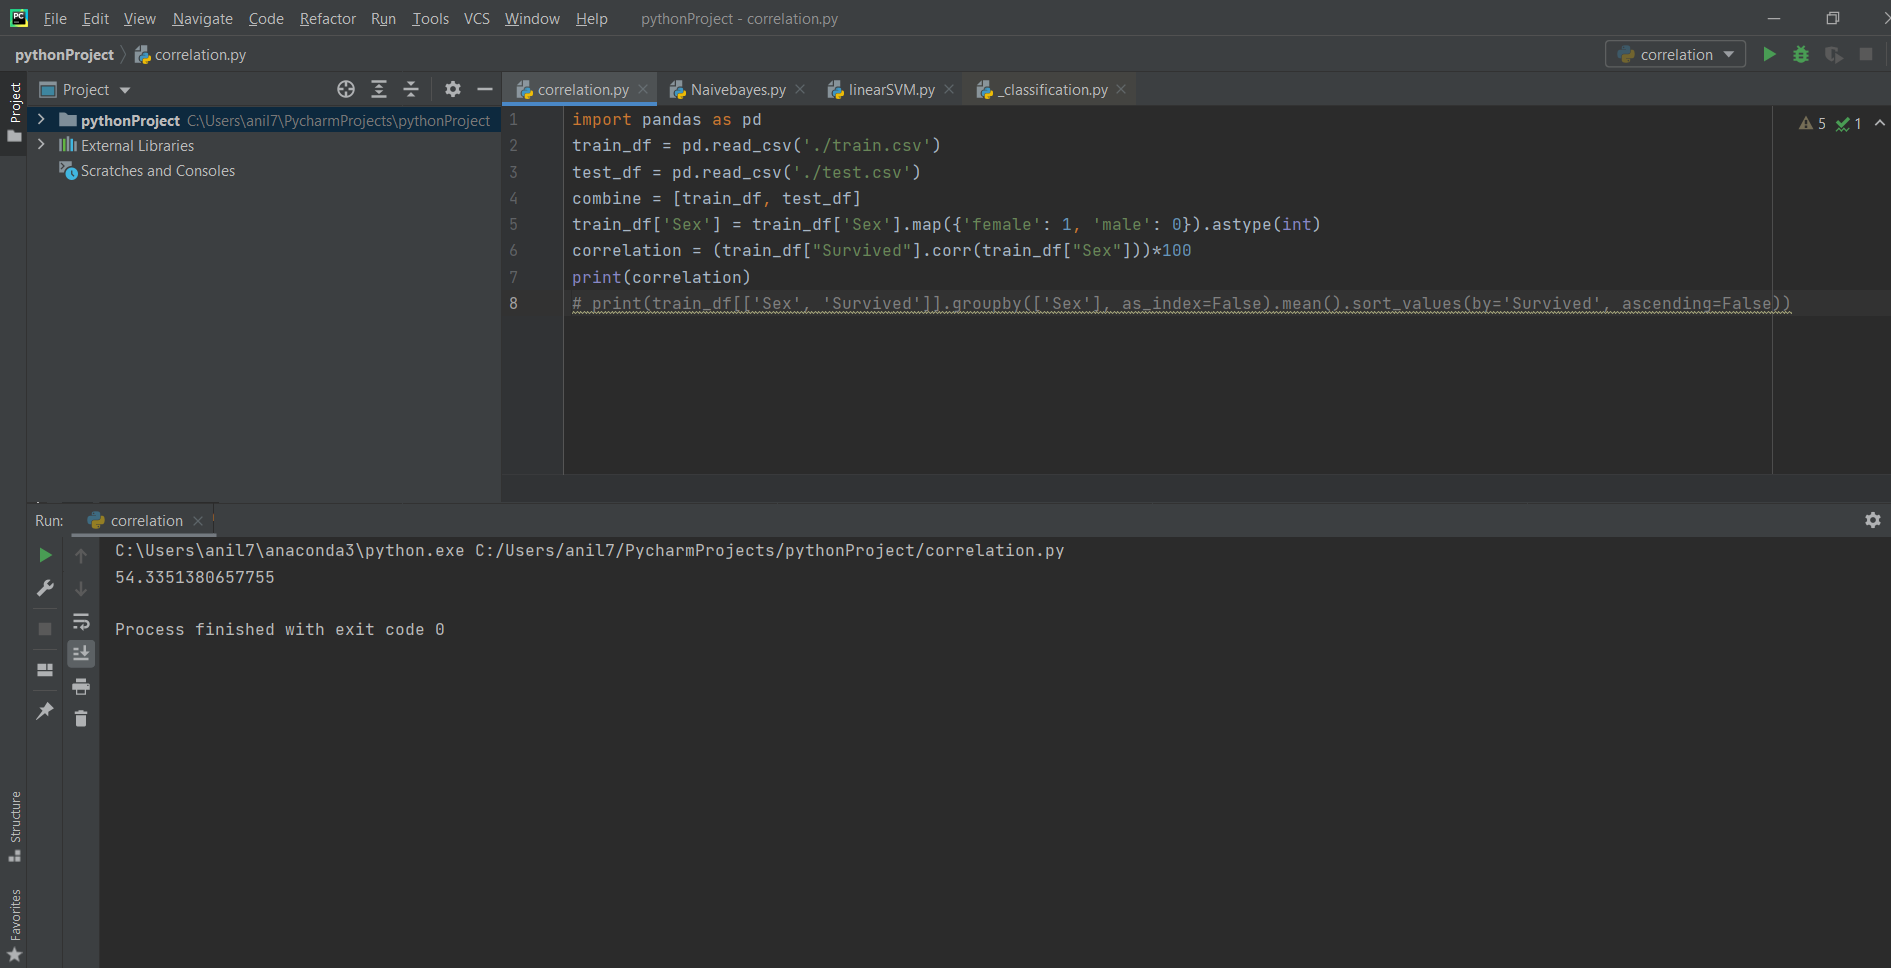 PC File Edit View Navigate Code Refactor Run Tools VCS Window Help pythonProject - correlation.py
pythonProject correlation.py correlation
Project
Project
correlation.py Naivebayes.py linearSVM.py _classification.py
pythonProject C:\Users\anil7\PycharmProjects\pythonProject
External Libraries
Scratches and Consoles
1 import pandas as pd
2 train_df = pd.read_csv('./train.csv')
3 test_df = pd.read_csv('./test.csv')
4 combine = [train_df, test_df]
5 train_df['Sex'] = train_df['Sex'].map({'female': 1, 'male': 0}).astype(int)
6 correlation = (train_df["Survived"].corr(train_df["Sex"]))*100
7 print(correlation)
8 # print(train_df[['Sex', 'Survived']].groupby(['Sex'], as_index=False).mean().sort_values(by='Survived', ascending=False))
5 1
Run: correlation
C:\Users\anil7\anaconda3\python.exe C:/Users/anil7/PycharmProjects/pythonProject/correlation.py
54.3351380657755
Process finished with exit code 0
Structure
Favorites